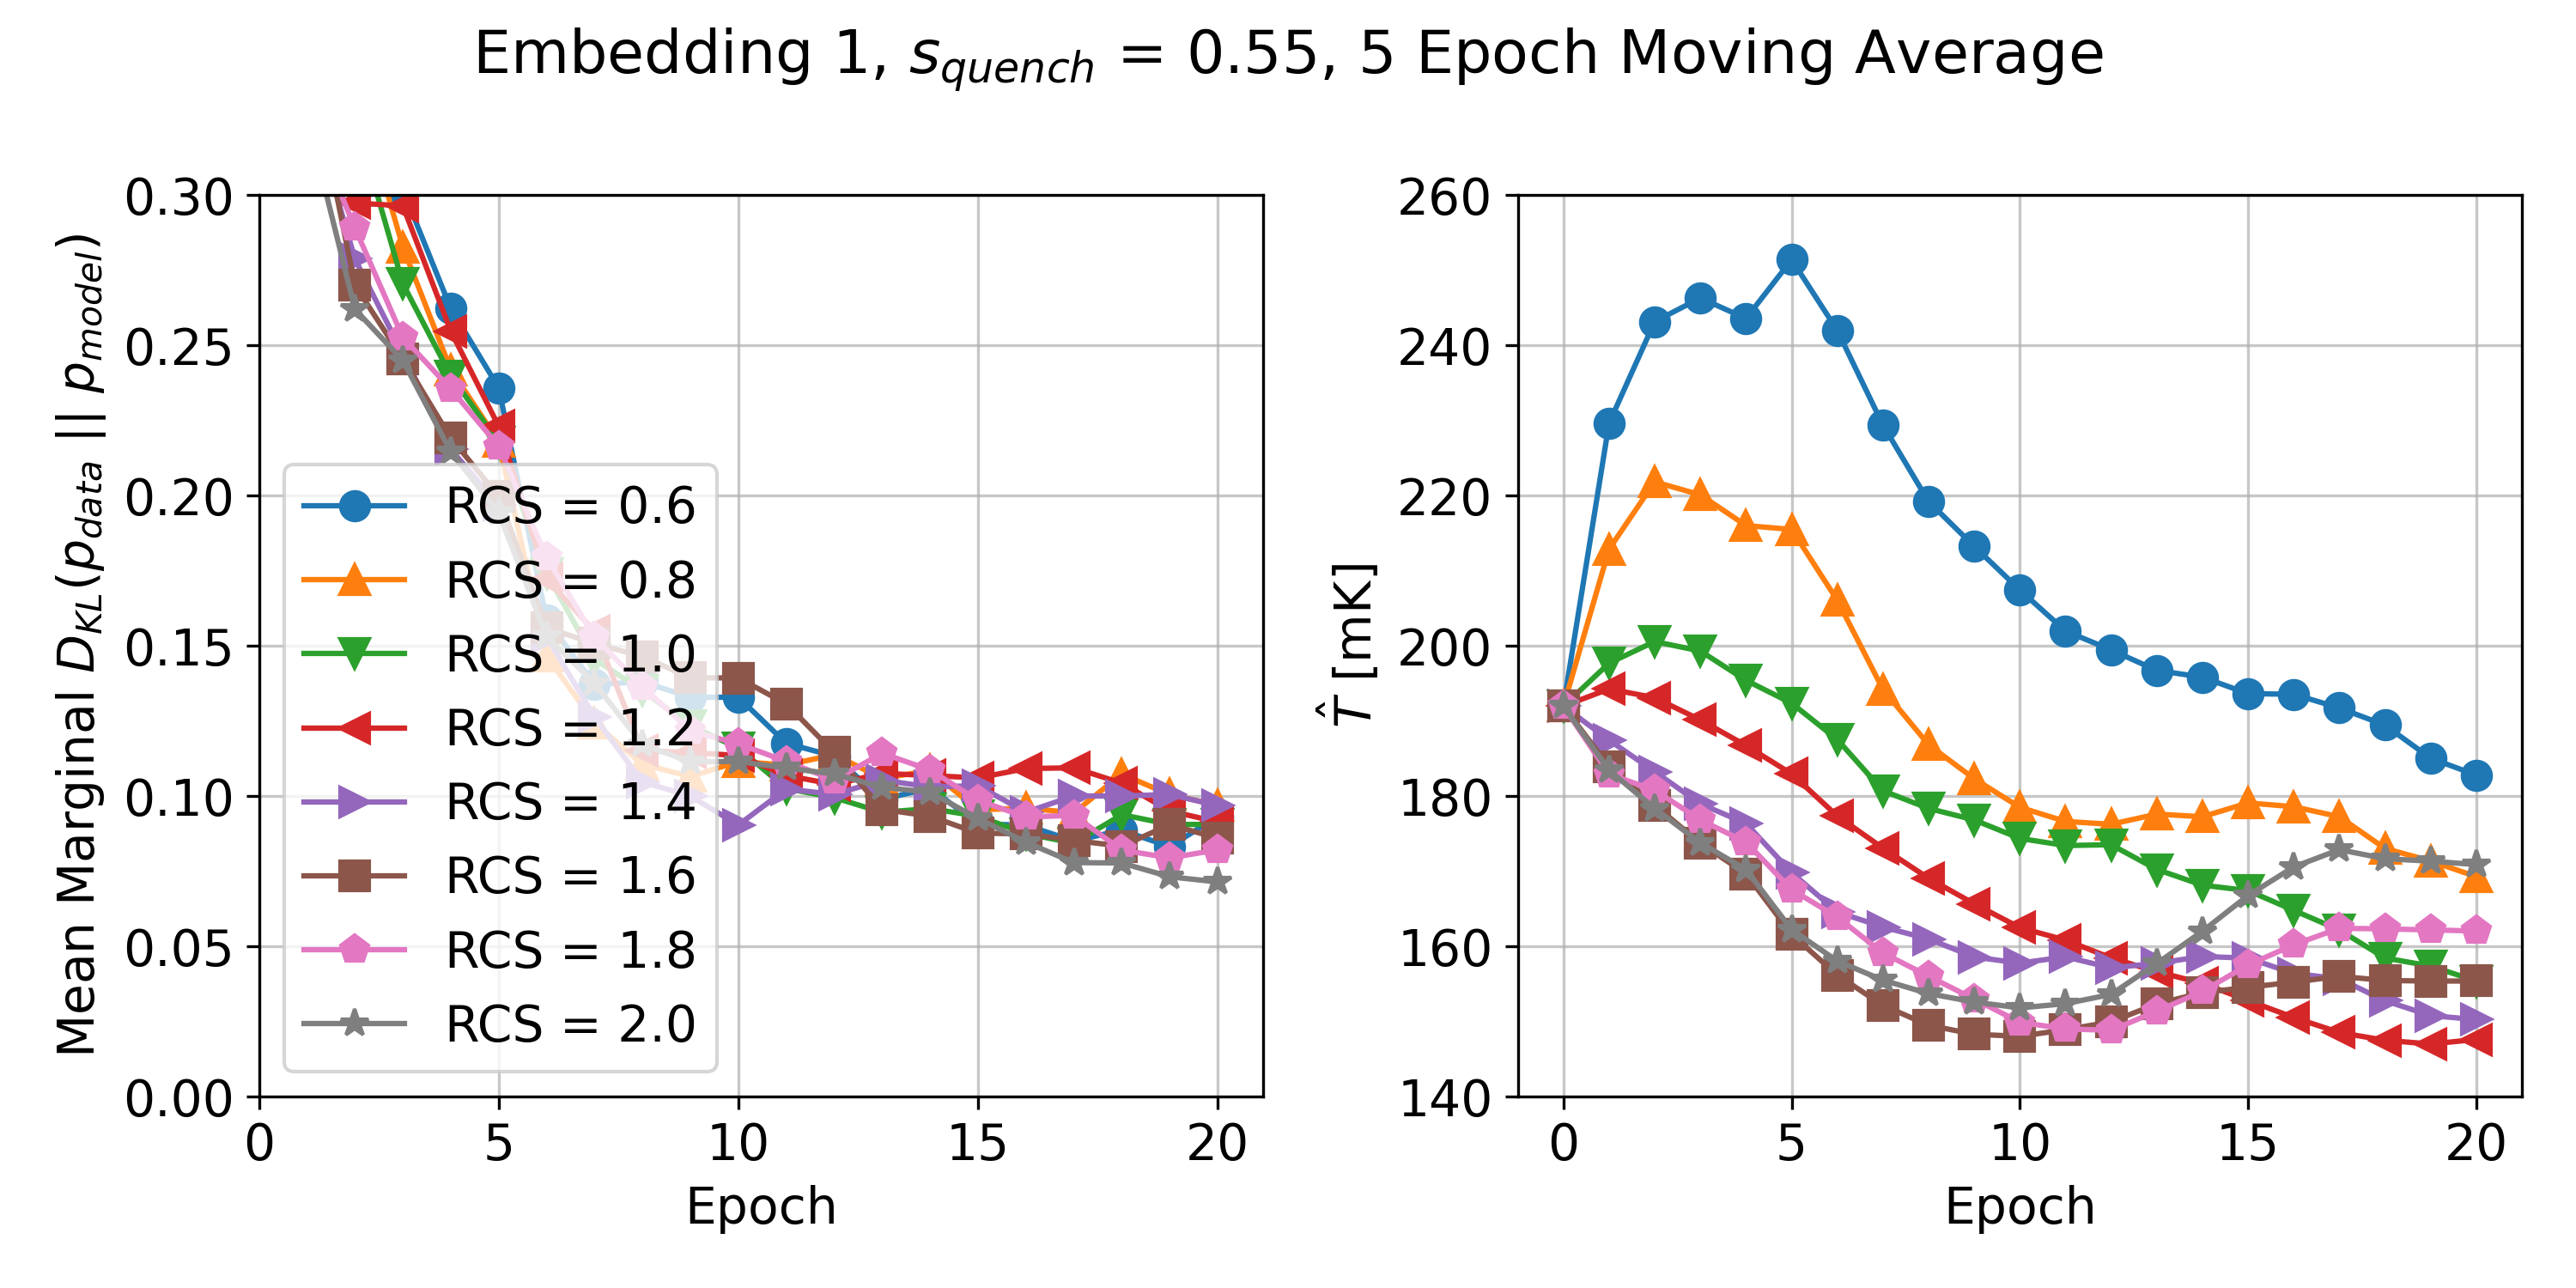 Embedding 1, s_quench = 0.55, 5 Epoch Moving Average
Mean Marginal D_KL(p_data || p_model)
0.30
0.25
0.20
0.15
0.10
0.05
0.00
0 5 10 15 20
Epoch
RCS = 0.6
RCS = 0.8
RCS = 1.0
RCS = 1.2
RCS = 1.4
RCS = 1.6
RCS = 1.8
RCS = 2.0
T̂ [mK]
260
240
220
200
180
160
140
0 5 10 15 20
Epoch